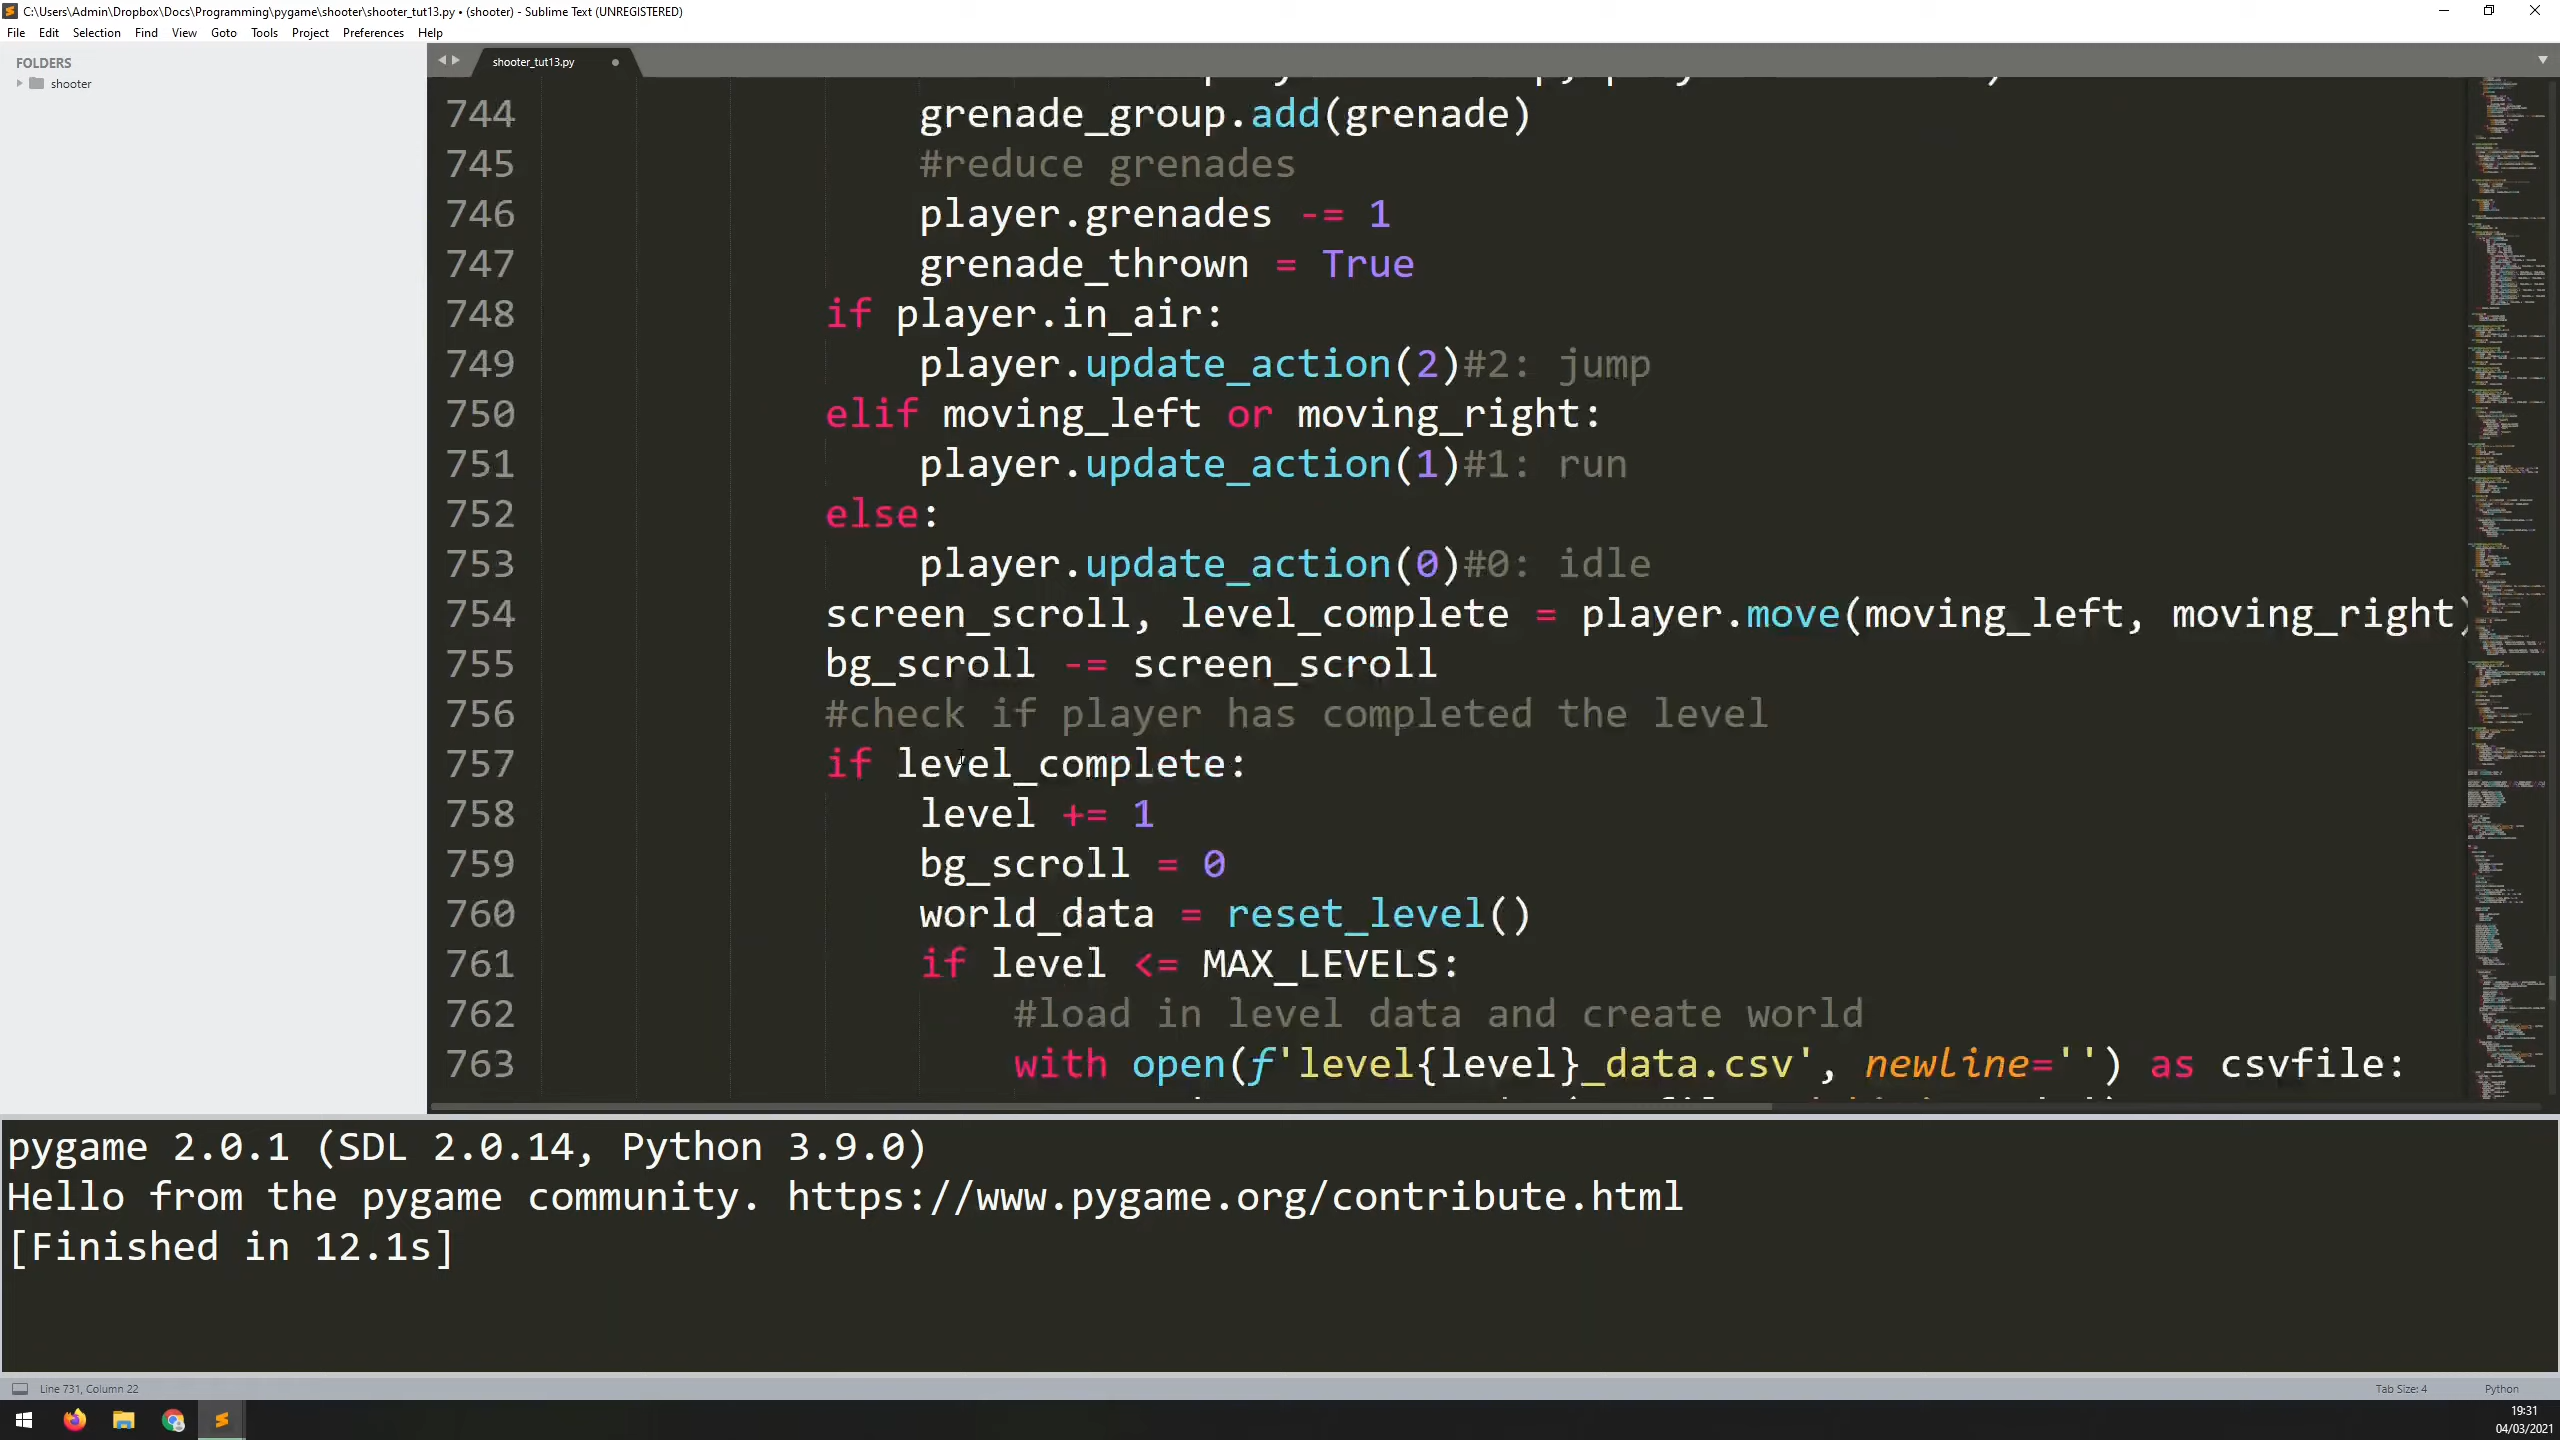 C:\Users\Admin\Dropbox\Docs\Programming\pygame\shooter\shooter_tut13.py • (shooter) - Sublime Text (UNREGISTERED)
File Edit Selection Find View Goto Tools Project Preferences Help
FOLDERS
shooter
shooter_tut13.py
744 grenade_group.add(grenade)
745 #reduce grenades
746 player.grenades -= 1
747 grenade_thrown = True
748 if player.in_air:
749 player.update_action(2)#2: jump
750 elif moving_left or moving_right:
751 player.update_action(1)#1: run
752 else:
753 player.update_action(0)#0: idle
754 screen_scroll, level_complete = player.move(moving_left, moving_right)
755 bg_scroll -= screen_scroll
756 #check if player has completed the level
757 if level_complete:
758 level += 1
759 bg_scroll = 0
760 world_data = reset_level()
761 if level <= MAX_LEVELS:
762 #load in level data and create world
763 with open(f'level{level}_data.csv', newline='') as csvfile:
pygame 2.0.1 (SDL 2.0.14, Python 3.9.0)
Hello from the pygame community. https://www.pygame.org/contribute.html
[Finished in 12.1s]
Line 731, Column 22
Tab Size: 4
Python
19:31
04/03/2021